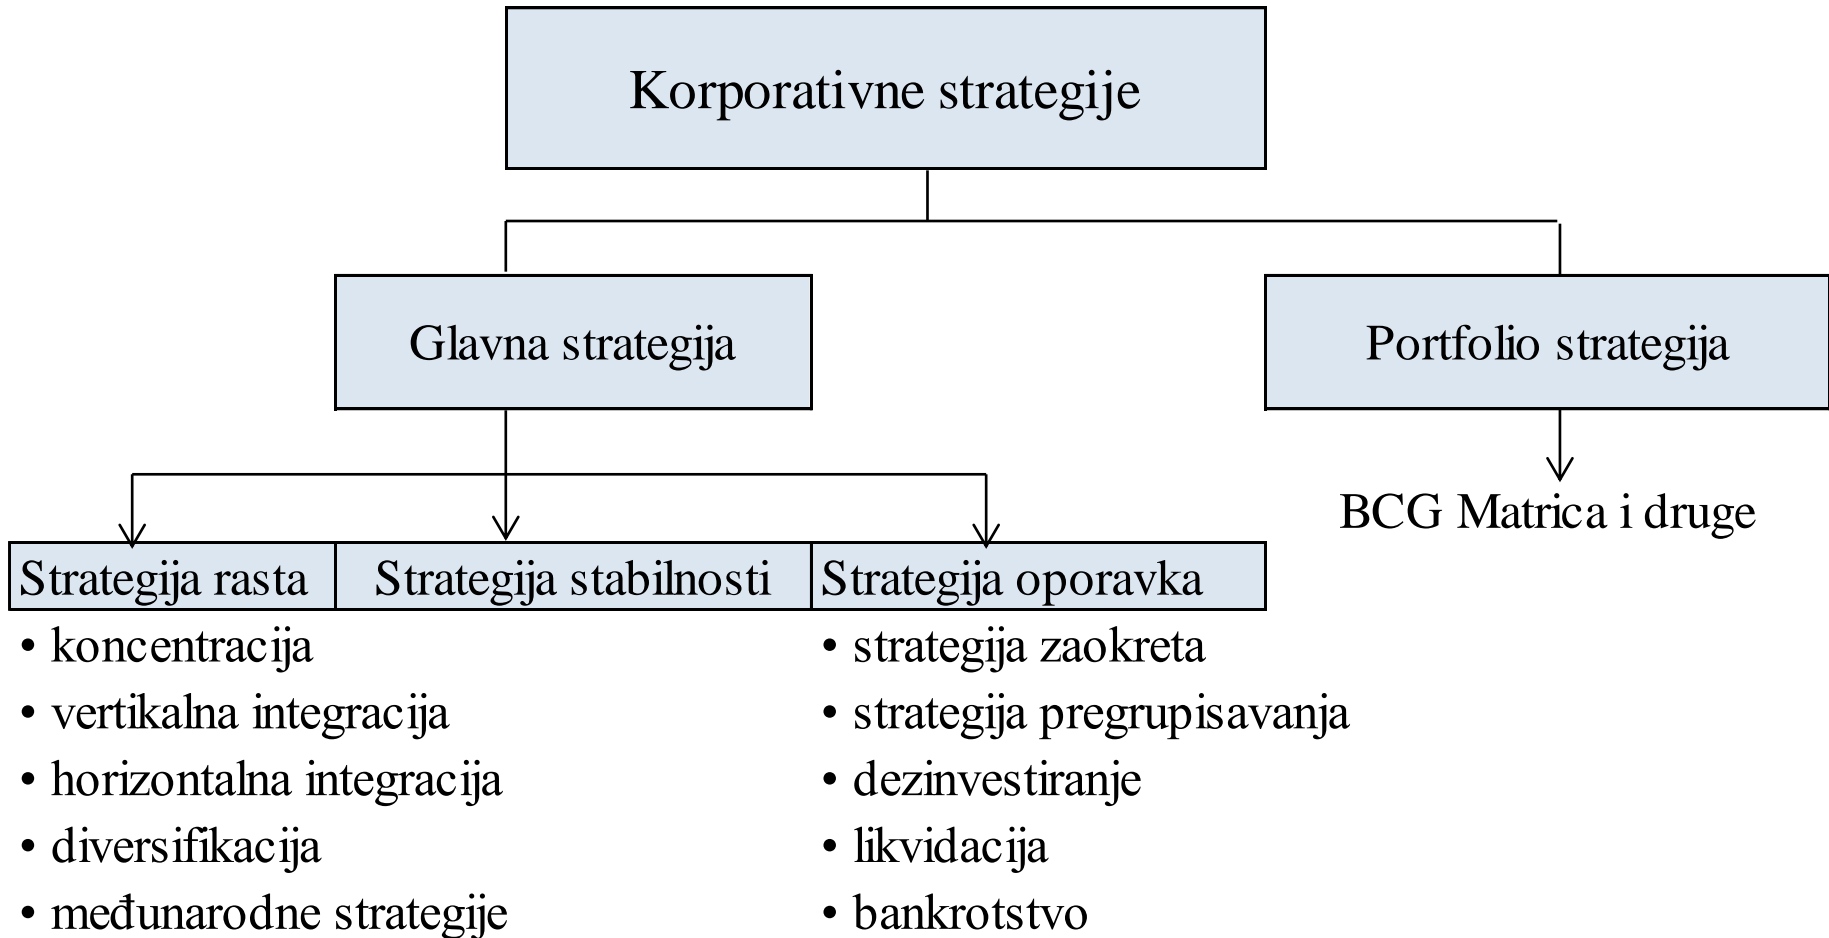 Korporativne strategije
Glavna strategija
Portfolio strategija
BCG Matrica i druge
Strategija rasta
Strategija stabilnosti
Strategija oporavka
• koncentracija
• vertikalna integracija
• horizontalna integracija
• diversifikacija
• međunarodne strategije
• strategija zaokreta
• strategija pregrupisavanja
• dezinvestiranje
• likvidacija
• bankrotstvo